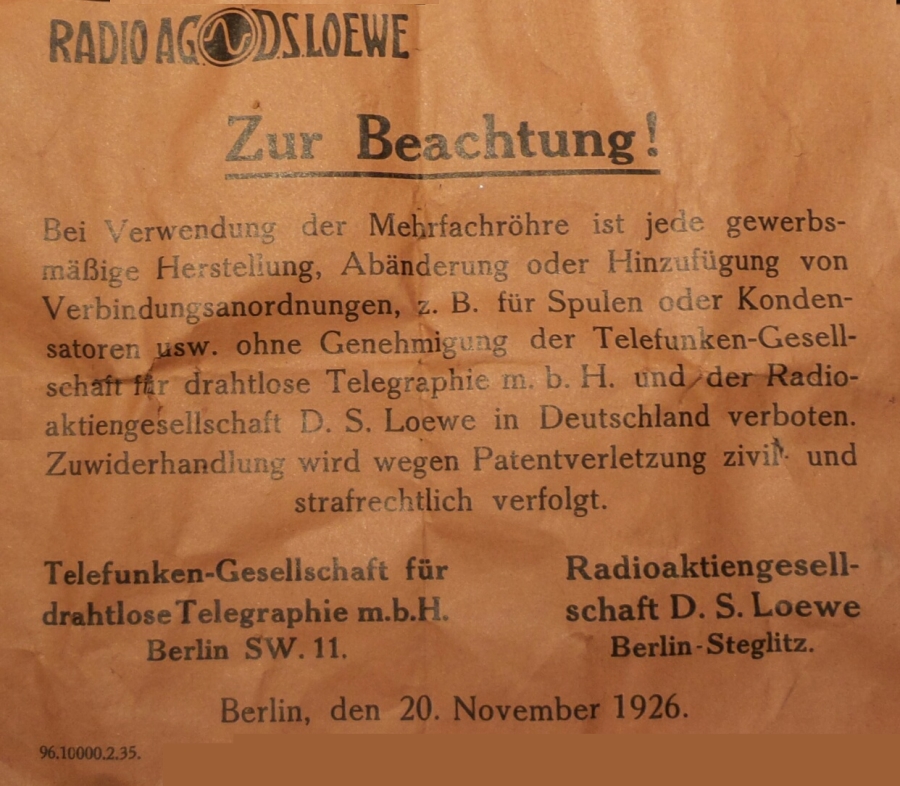 RADIO AG D.S. LOEWE
Zur Beachtung!
Bei Verwendung der Mehrfachröhre ist jede gewerbs-
mäßige Herstellung, Abänderung oder Hinzufügung von
Verbindungsanordnungen, z. B. für Spulen oder Konden-
satoren usw. ohne Genehmigung der Telefunken-Gesell-
schaft für drahtlose Telegraphie m. b. H. und der Radio-
aktiengesellschaft D. S. Loewe in Deutschland verboten.
Zuwiderhandlung wird wegen Patentverletzung zivil- und
strafrechtlich verfolgt.
Telefunken-Gesellschaft für
drahtlose Telegraphie m.b.H.
Berlin SW. 11.
Radioaktiengesell-
schaft D. S. Loewe
Berlin-Steglitz.
Berlin, den 20. November 1926.
96.10000.2.35.